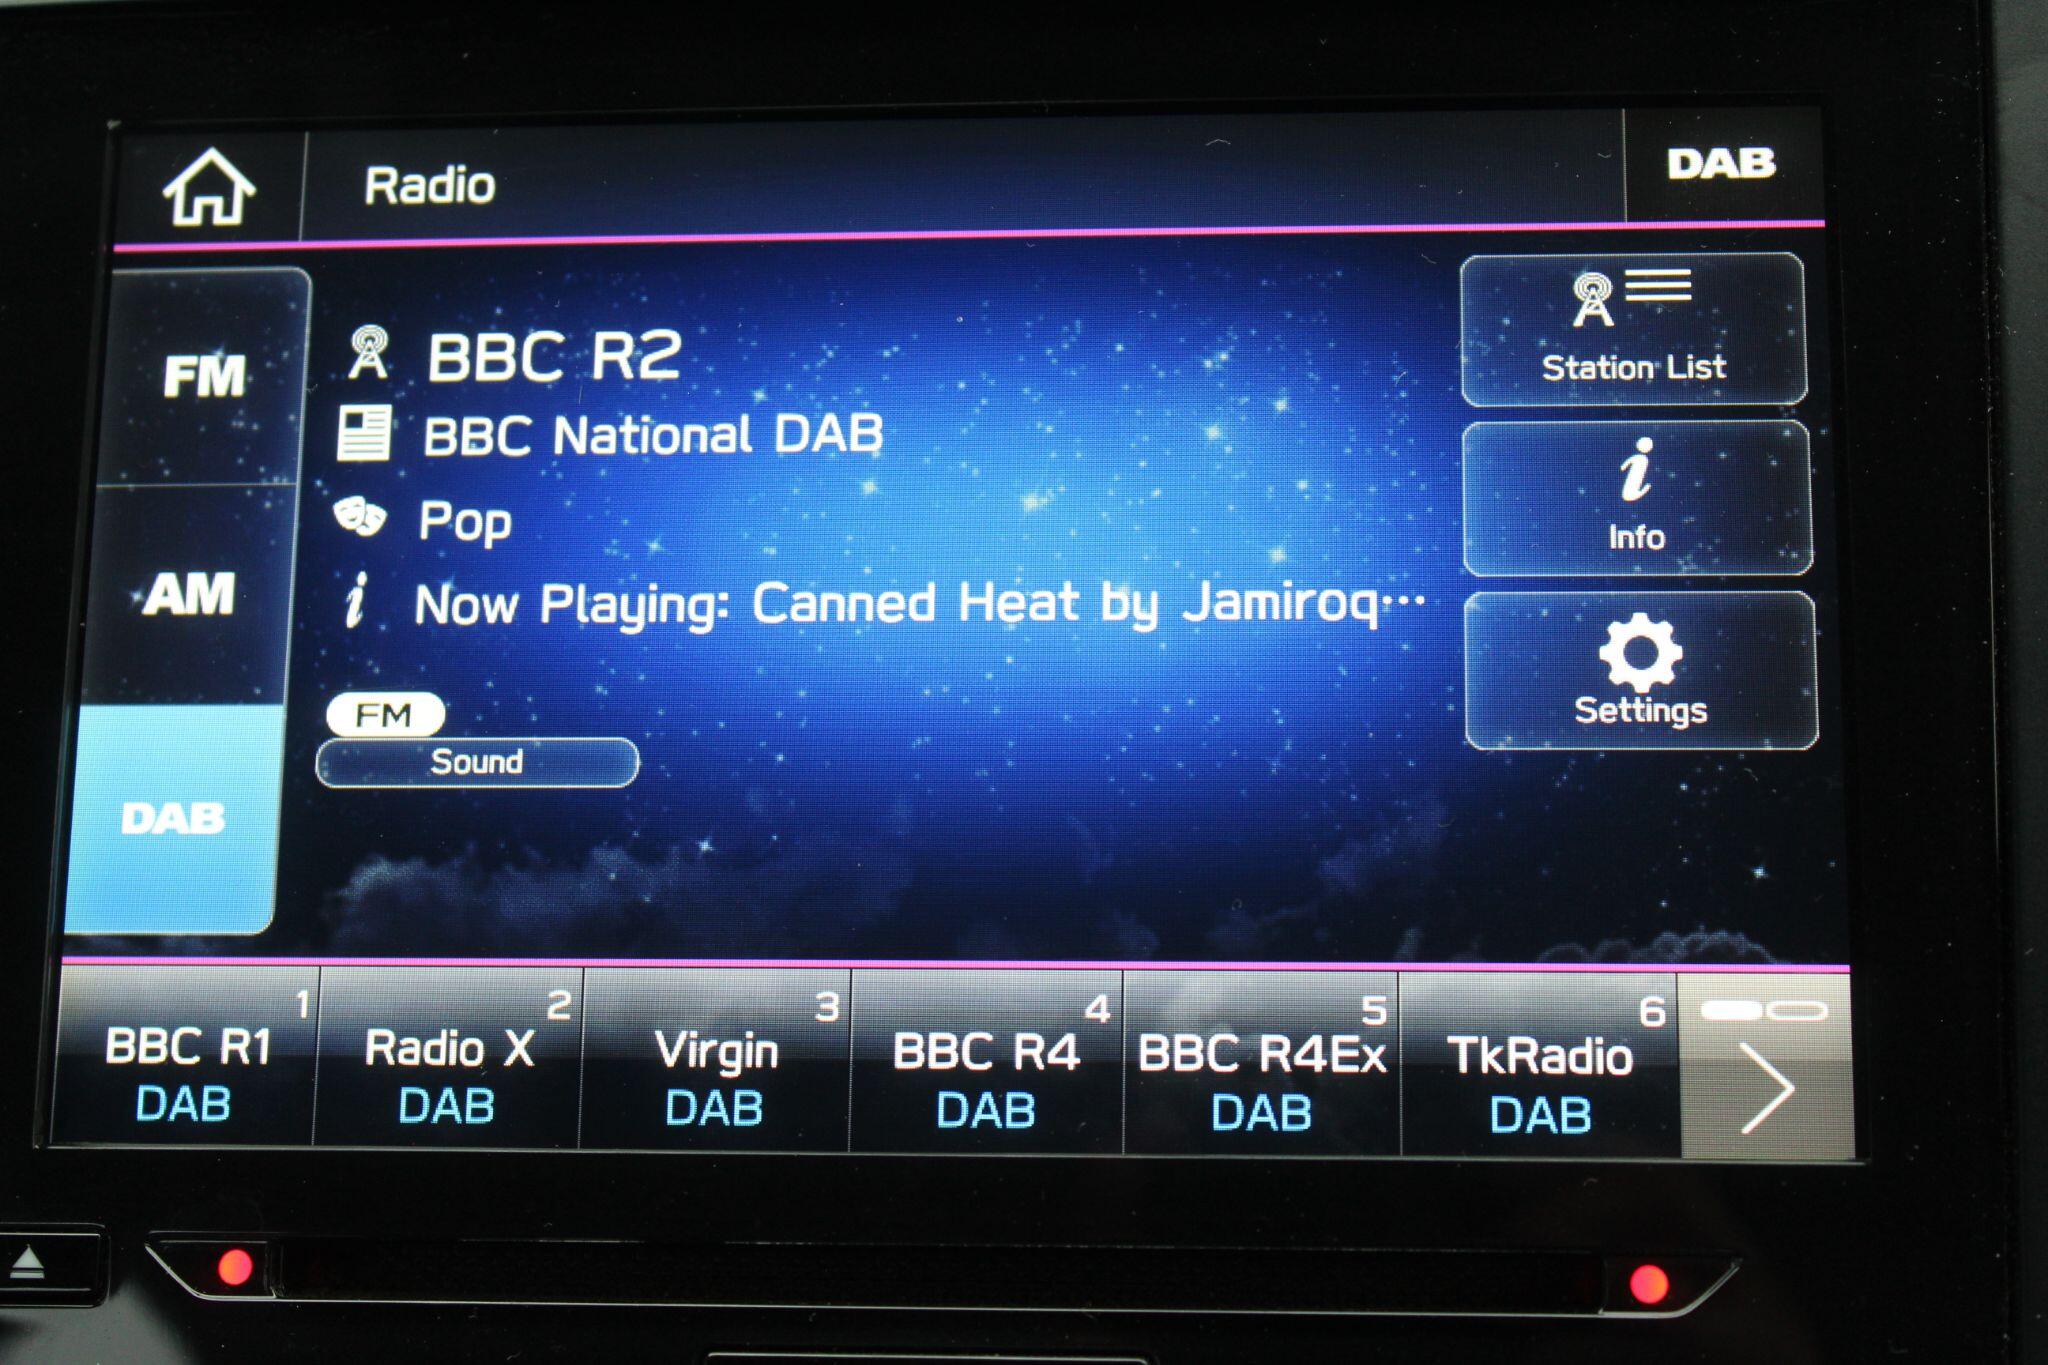 Radio
DAB
FM
AM
DAB
BBC R2
BBC National DAB
Pop
i Now Playing: Canned Heat by Jamiroq…
FM
Sound
Station List
i
Info
Settings
1
BBC R1
DAB
2
Radio X
DAB
3
Virgin
DAB
4
BBC R4
DAB
5
BBC R4Ex
DAB
6
TkRadio
DAB